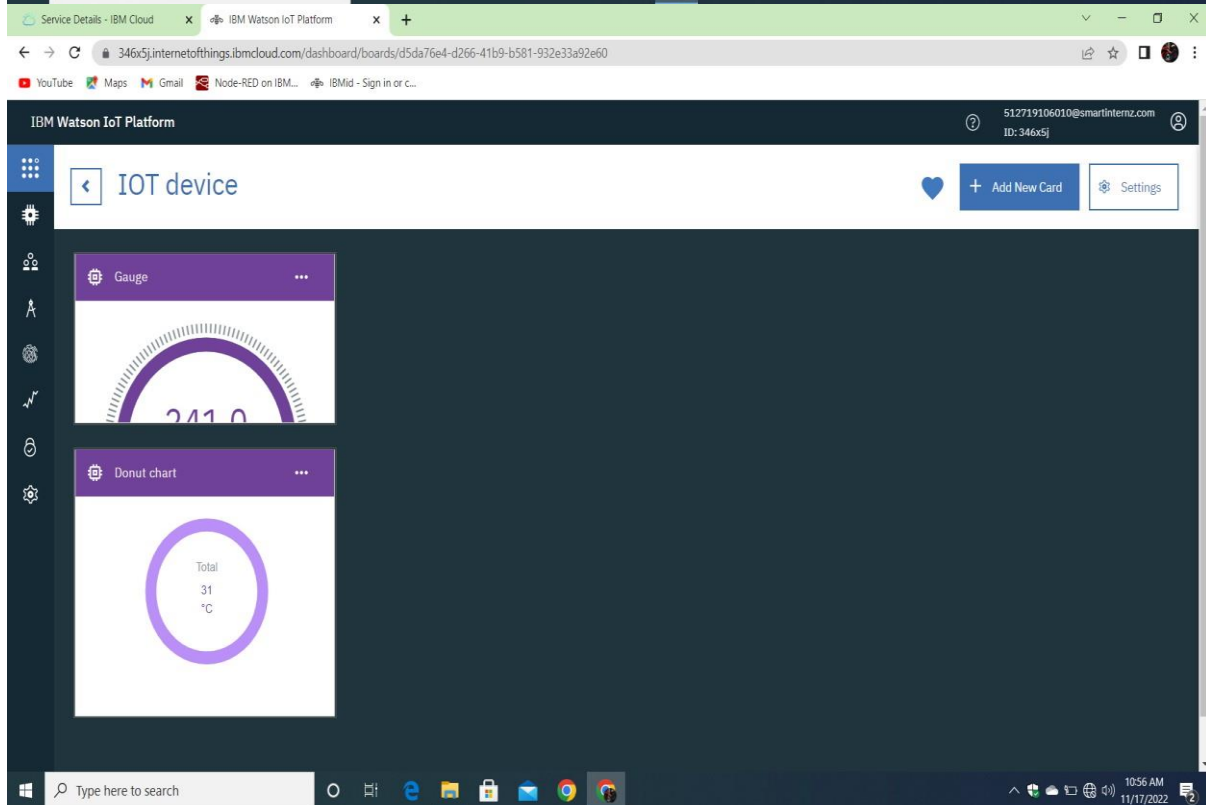 Service Details - IBM Cloud
IBM Watson IoT Platform
346x5j.internetofthings.ibmcloud.com/dashboard/boards/d5da76e4-d266-41b9-b581-932e33a92e60
YouTube Maps Gmail Node-RED on IBM... IBMid - Sign in or c...
IBM Watson IoT Platform
512719106010@smartinternz.com
ID: 346x5j
IOT device
Add New Card
Settings
Gauge
241.0
Donut chart
Total
31
°C
Type here to search
10:56 AM
11/17/2022
2